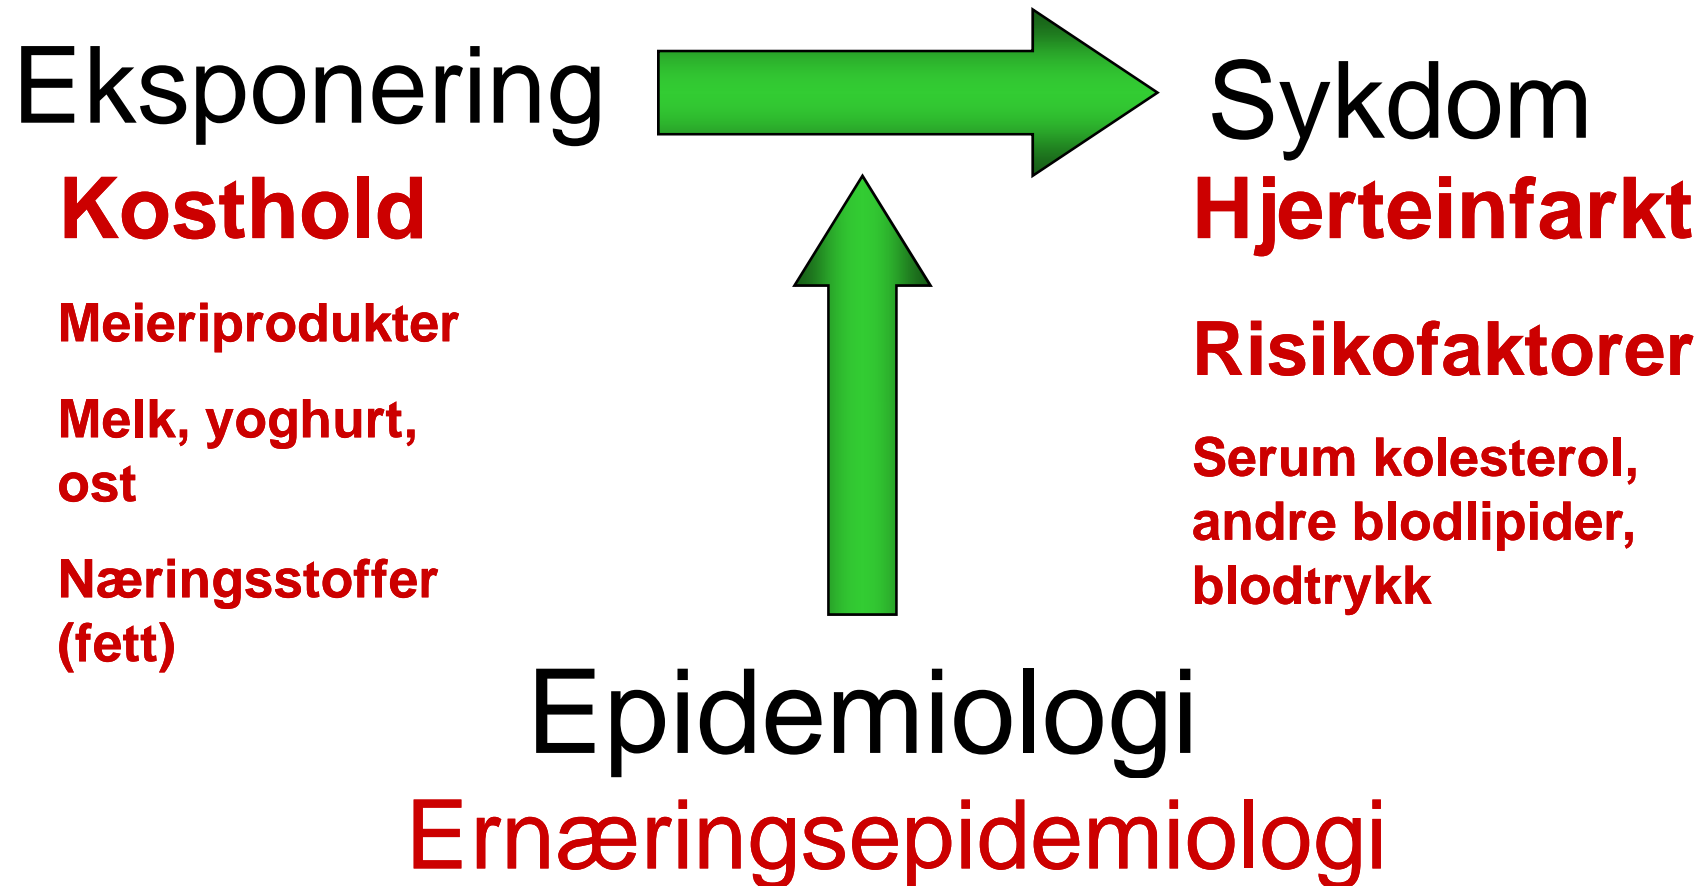 Eksponering
Kosthold
Meieriprodukter
Melk, yoghurt,
ost
Næringsstoffer
(fett)
Sykdom
Hjerteinfarkt
Risikofaktorer
Serum kolesterol,
andre blodlipider,
blodtrykk
Epidemiologi
Ernæringsepidemiologi